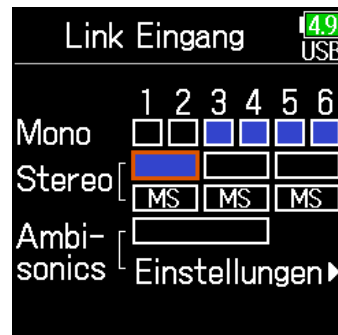 Link Eingang
4.9
USB
1 2 3 4 5 6
Mono
Stereo
MS MS MS
Ambi-
sonics
Einstellungen